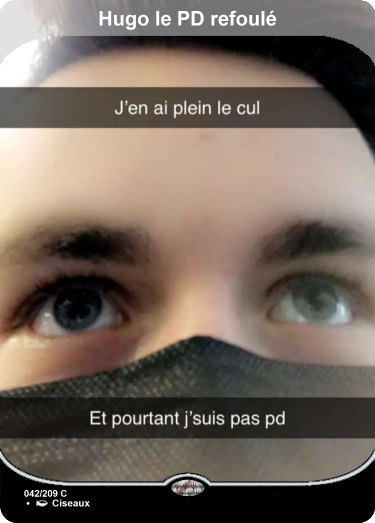 Hugo le PD refoulé
J'en ai plein le cul
Et pourtant j'suis pas pd
042/209 C
• Ciseaux